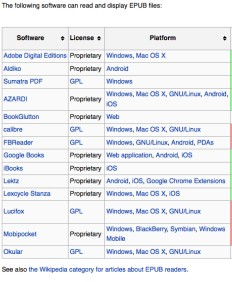 The following software can read and display EPUB files:
Software License Platform
Adobe Digital Editions Proprietary Windows, Mac OS X
Aldiko Proprietary Android
Sumatra PDF GPL Windows
AZARDI Proprietary Windows, Mac OS X, GNU/Linux, Android,
iOS
BookGlutton Proprietary Web
calibre GPL Windows, Mac OS X, GNU/Linux
FBReader GPL Windows, GNU/Linux, Android, PDAs
Google Books Proprietary Web application, Android, iOS
iBooks Proprietary iOS
Lektz Proprietary Android, iOS, Google Chrome Extensions
Lexcycle Stanza Proprietary Windows, Mac OS X, iOS
Lucifox GPL Windows, Mac OS X, GNU/Linux
Mobipocket Proprietary Windows, BlackBerry, Symbian, Windows
Mobile
Okular GPL Windows, Mac OS X, GNU/Linux
See also the Wikipedia category for articles about EPUB readers.